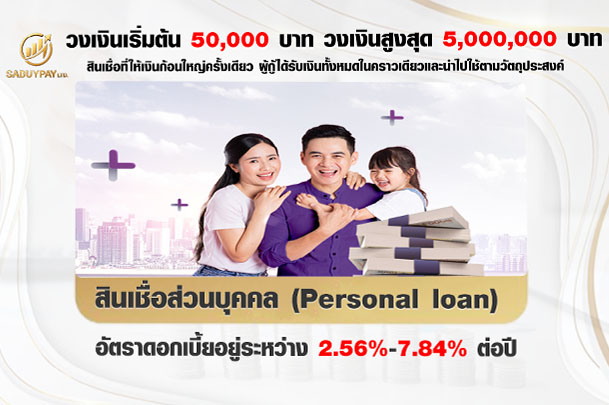 วงเงินเริ่มต้น 50,000 บาท วงเงินสูงสุด 5,000,000 บาท
SADUYPAY บจ.
สินเชื่อที่ให้เงินก้อนใหญ่ครั้งเดียว ผู้กู้ได้รับเงินทั้งหมดในคราวเดียวและนำไปใช้ตามวัตถุประสงค์
สินเชื่อส่วนบุคคล (Personal loan)
อัตราดอกเบี้ยอยู่ระหว่าง 2.56%-7.84% ต่อปี